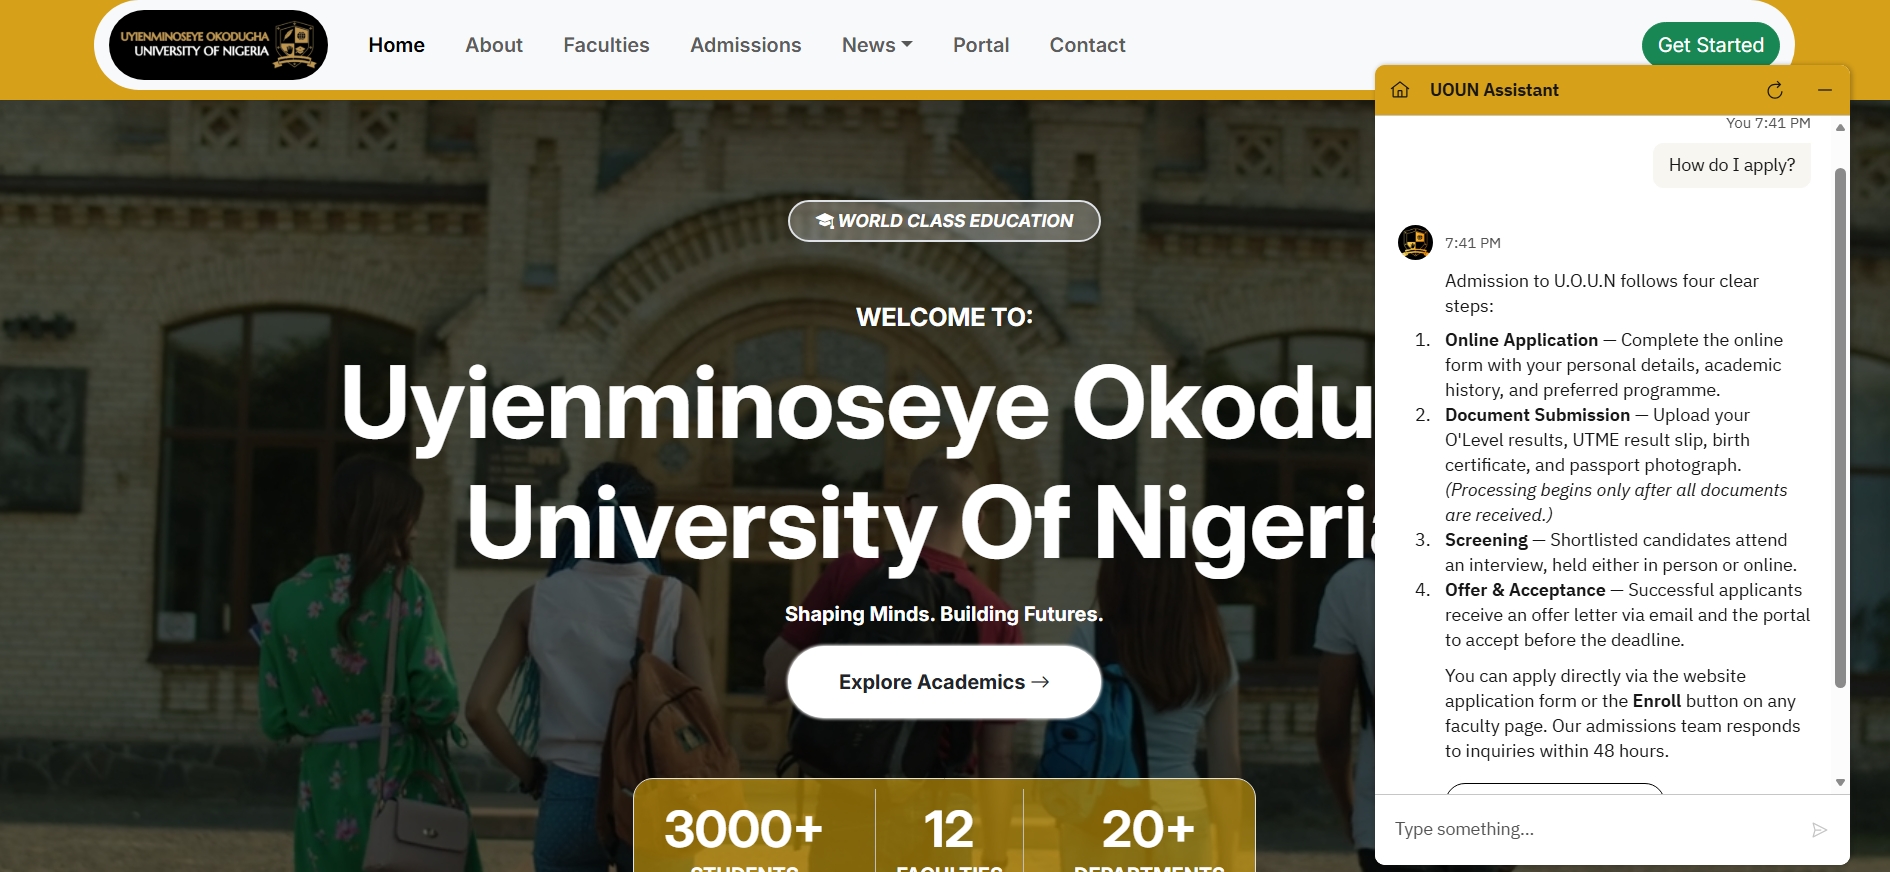 UYIENMINOSEYE OKODUGHA
UNIVERSITY OF NIGERIA
Home
About
Faculties
Admissions
News
Portal
Contact
Get Started
WORLD CLASS EDUCATION
WELCOME TO:
Uyienminoseye Okodu
University Of Nigeria
Shaping Minds. Building Futures.
Explore Academics →
3000+
STUDENTS
12
FACULTIES
20+
DEPARTMENTS
UOUN Assistant
You 7:41 PM
How do I apply?
7:41 PM
Admission to U.O.U.N follows four clear
steps:
1. Online Application — Complete the online
form with your personal details, academic
history, and preferred programme.
2. Document Submission — Upload your
O'Level results, UTME result slip, birth
certificate, and passport photograph.
(Processing begins only after all documents
are received.)
3. Screening — Shortlisted candidates attend
an interview, held either in person or online.
4. Offer & Acceptance — Successful applicants
receive an offer letter via email and the portal
to accept before the deadline.
You can apply directly via the website
application form or the Enroll button on any
faculty page. Our admissions team responds
to inquiries within 48 hours.
Type something...